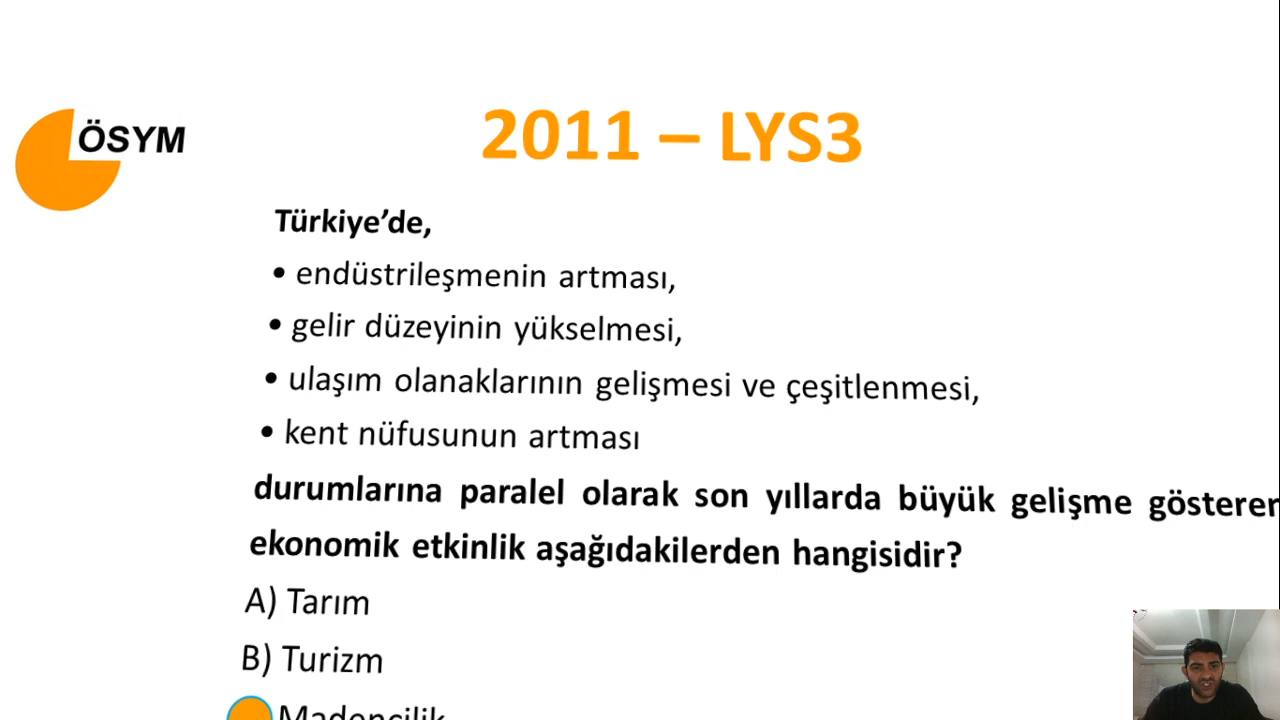 ÖSYM
2011 – LYS3
Türkiye’de,
• endüstrileşmenin artması,
• gelir düzeyinin yükselmesi,
• ulaşım olanaklarının gelişmesi ve çeşitlenmesi,
• kent nüfusunun artması
durumlarına paralel olarak son yıllarda büyük gelişme gösteren
ekonomik etkinlik aşağıdakilerden hangisidir?
A) Tarım
B) Turizm
Madencilik